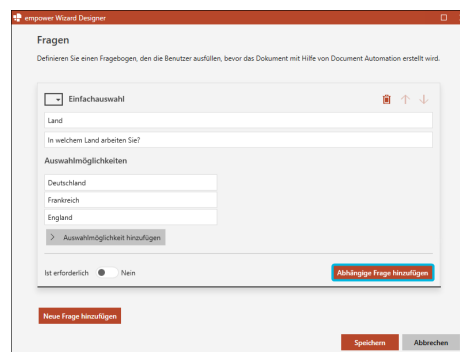 empower Wizard Designer
Fragen
Definieren Sie einen Fragebogen, den die Benutzer ausfüllen, bevor das Dokument mit Hilfe von Document Automation erstellt wird.
Einfachauswahl
Land
In welchem Land arbeiten Sie?
Auswahlmöglichkeiten
Deutschland
Frankreich
England
> Auswahlmöglichkeit hinzufügen
Ist erforderlich Nein Abhängige Frage hinzufügen
Neue Frage hinzufügen
Speichern Abbrechen